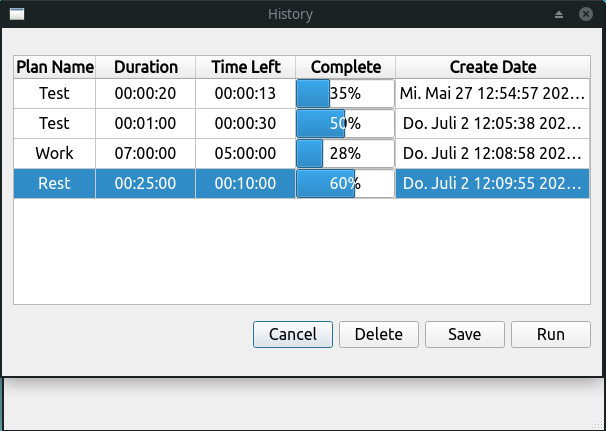 History
Plan Name Duration Time Left Complete Create Date
Test 00:00:20 00:00:13 35% Mi. Mai 27 12:54:57 202…
Test 00:01:00 00:00:30 50% Do. Juli 2 12:05:38 202…
Work 07:00:00 05:00:00 28% Do. Juli 2 12:08:58 202…
Rest 00:25:00 00:10:00 60% Do. Juli 2 12:09:55 202…
Cancel Delete Save Run